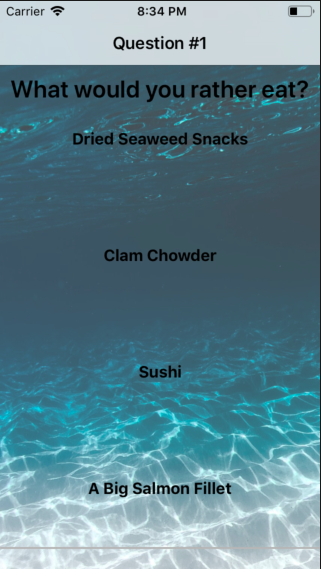 Carrier 8:34 PM
Question #1
What would you rather eat?
Dried Seaweed Snacks
Clam Chowder
Sushi
A Big Salmon Fillet